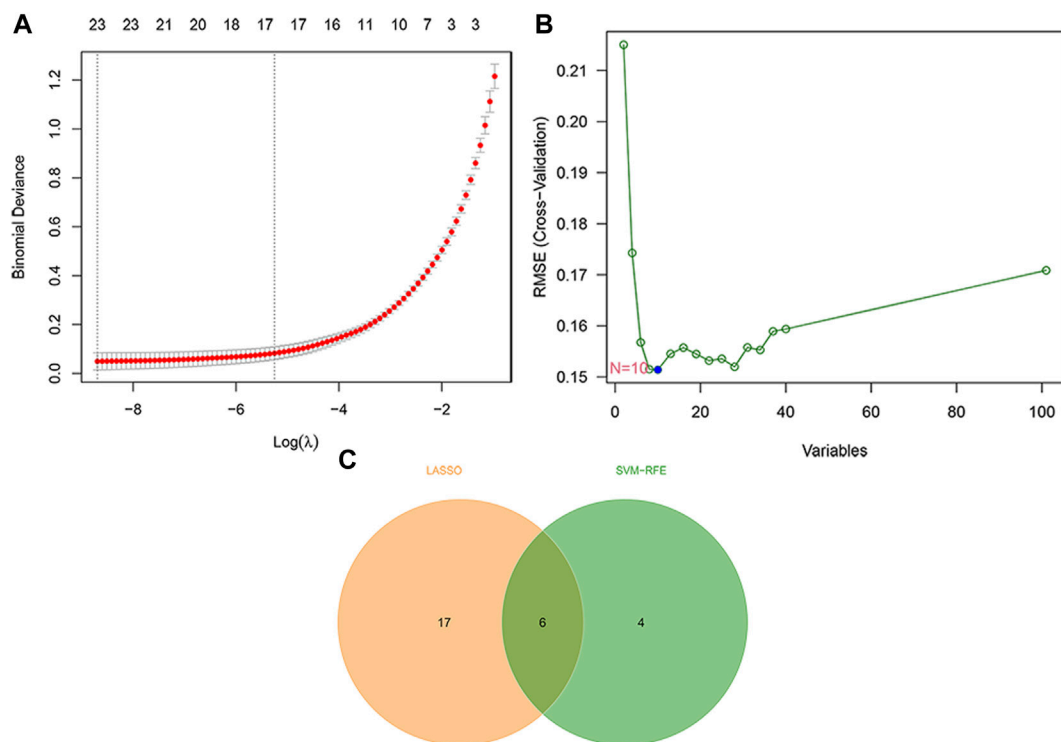 A
23 23 21 20 18 17 17 16 11 10 7 3 3
Binomial Deviance
1.2
1.0
0.8
0.6
0.4
0.2
0.0
−8 −6 −4 −2
Log(λ)
B
RMSE (Cross−Validation)
0.21
0.20
0.19
0.18
0.17
0.16
0.15
N=10
0 20 40 60 80 100
Variables
C
LASSO SVM−RFE
17 6 4